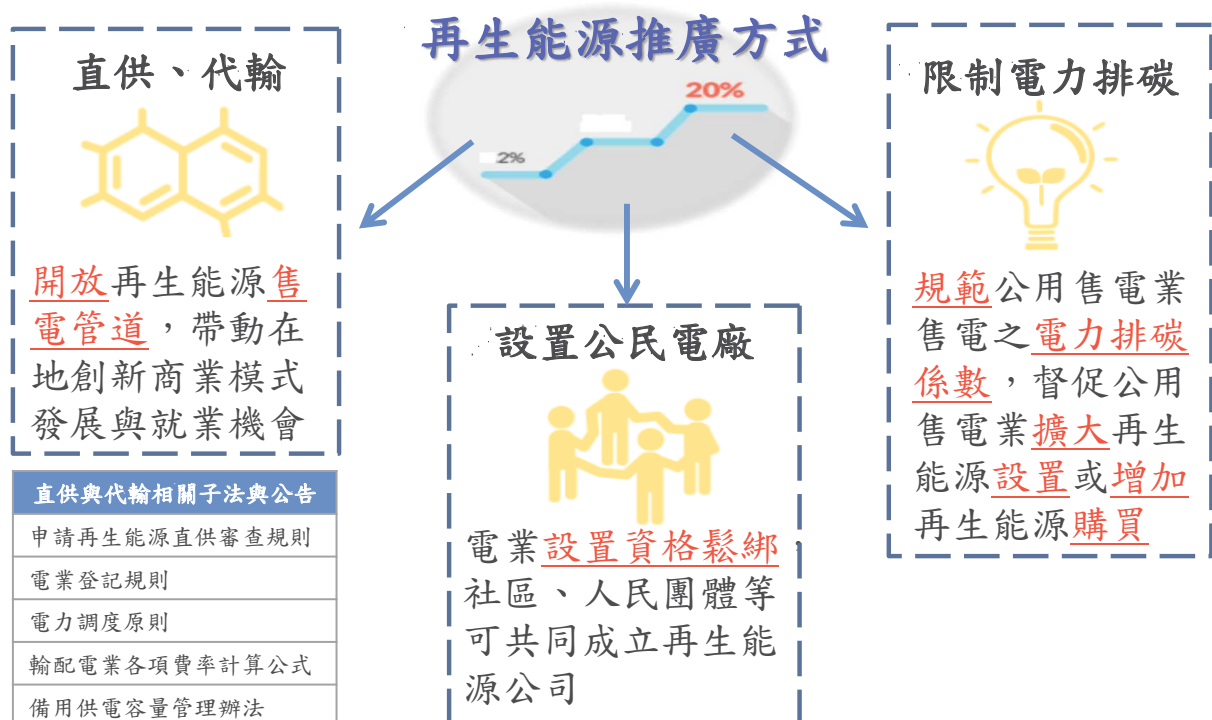 再生能源推廣方式
20%
2%
直供、代輸
開放再生能源售
電管道，帶動在
地創新商業模式
發展與就業機會
直供與代輸相關子法與公告
申請再生能源直供審查規則
電業登記規則
電力調度原則
輸配電業各項費率計算公式
備用供電容量管理辦法
設置公民電廠
電業設置資格鬆綁，
社區、人民團體等
可共同成立再生能
源公司
限制電力排碳
規範公用售電業
售電之電力排碳
係數，督促公用
售電業擴大再生
能源設置或增加
再生能源購買